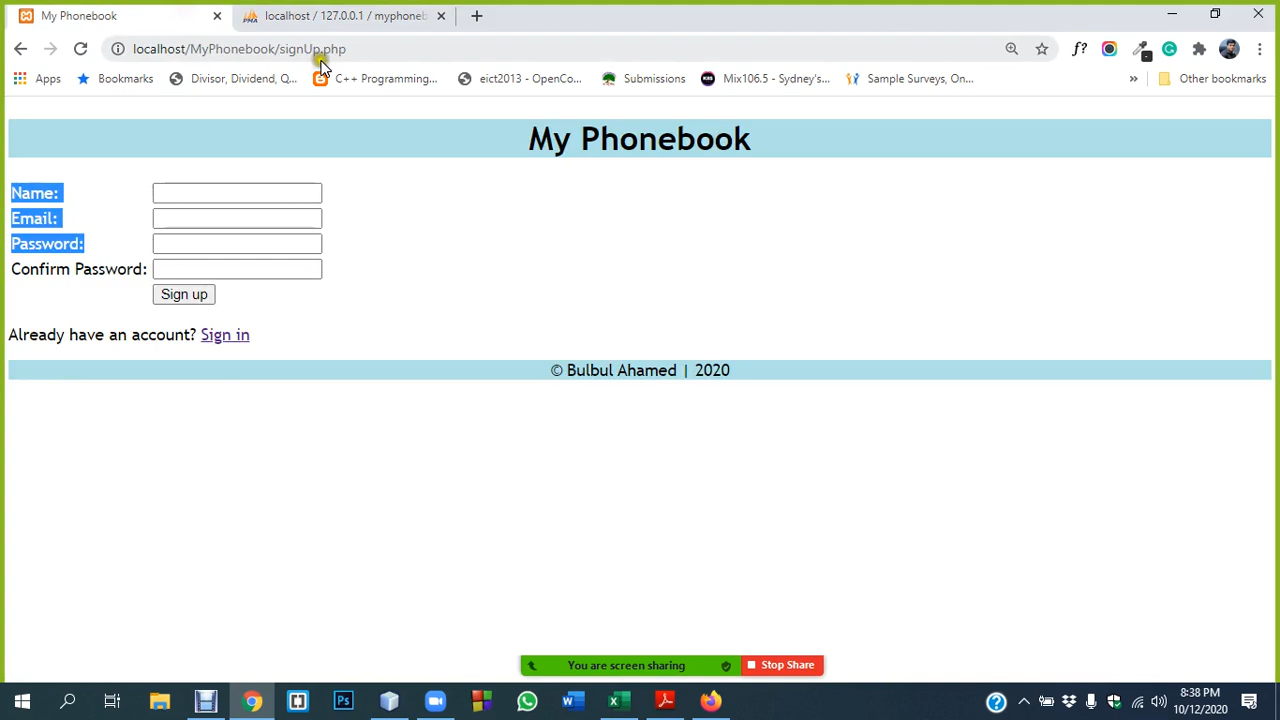 My Phonebook
localhost / 127.0.0.1 / myphoneb
localhost/MyPhonebook/signUp.php
f?
Apps
Bookmarks
Divisor, Dividend, Q...
C++ Programming,...
eict2013 - OpenCo...
Submissions
Mix106.5 - Sydney's...
Sample Surveys, On...
»
Other bookmarks
My Phonebook
Name:
Email:
Password:
Confirm Password:
Sign up
Already have an account? Sign in
© Bulbul Ahamed | 2020
You are screen sharing
Stop Share
8:38 PM
10/12/2020